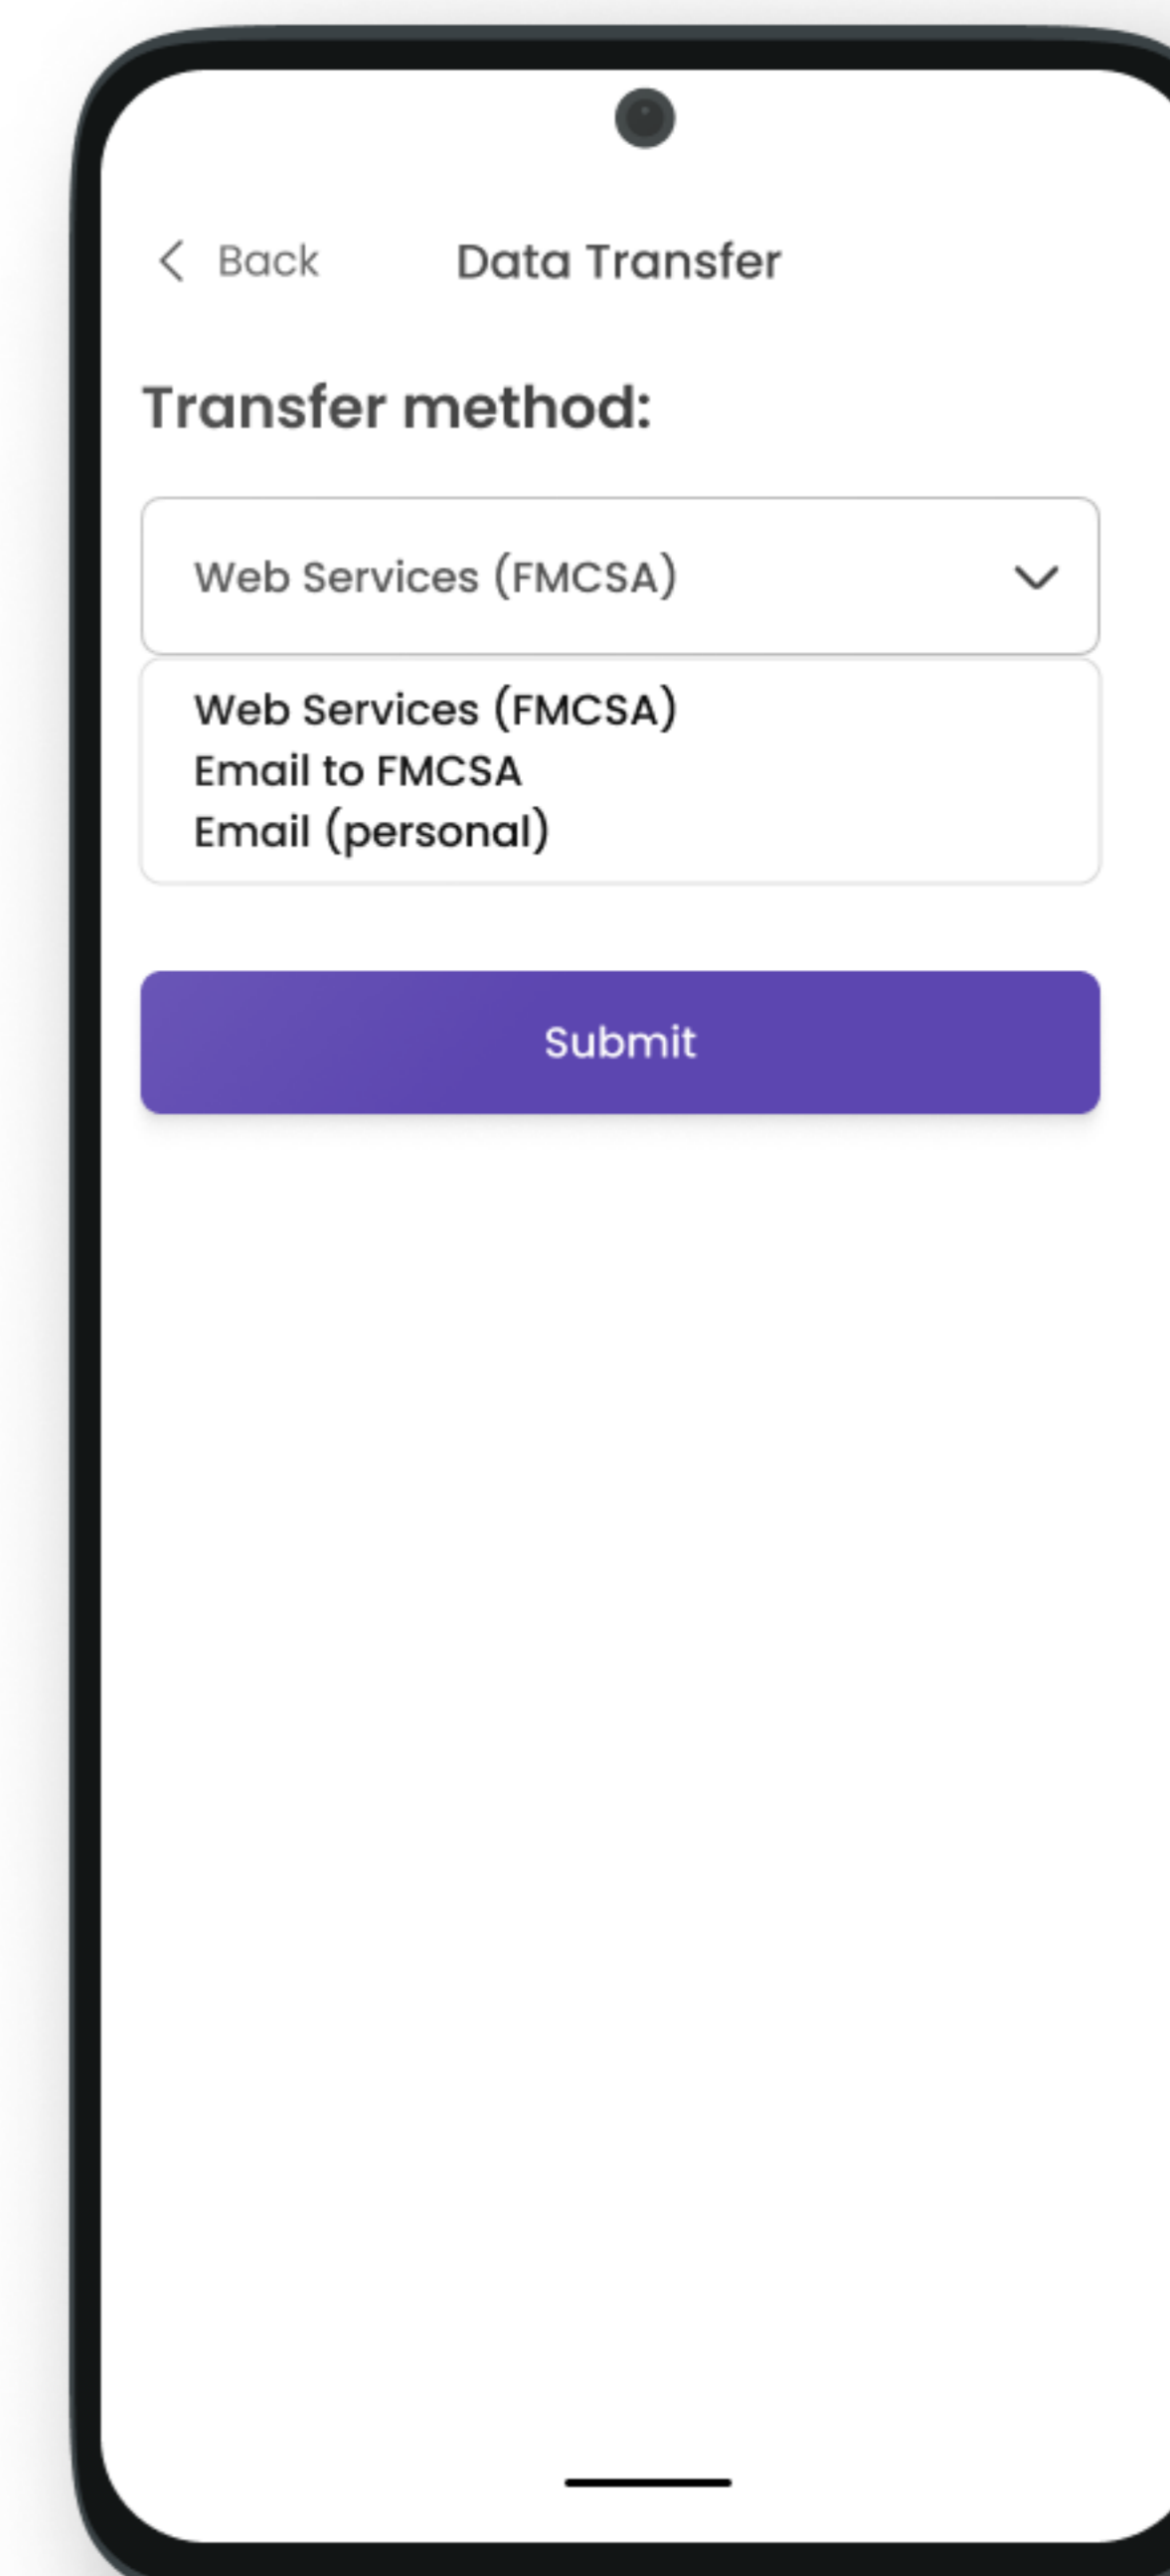 Back
Data Transfer
Transfer method:
Web Services (FMCSA)
Web Services (FMCSA)
Email to FMCSA
Email (personal)
Submit